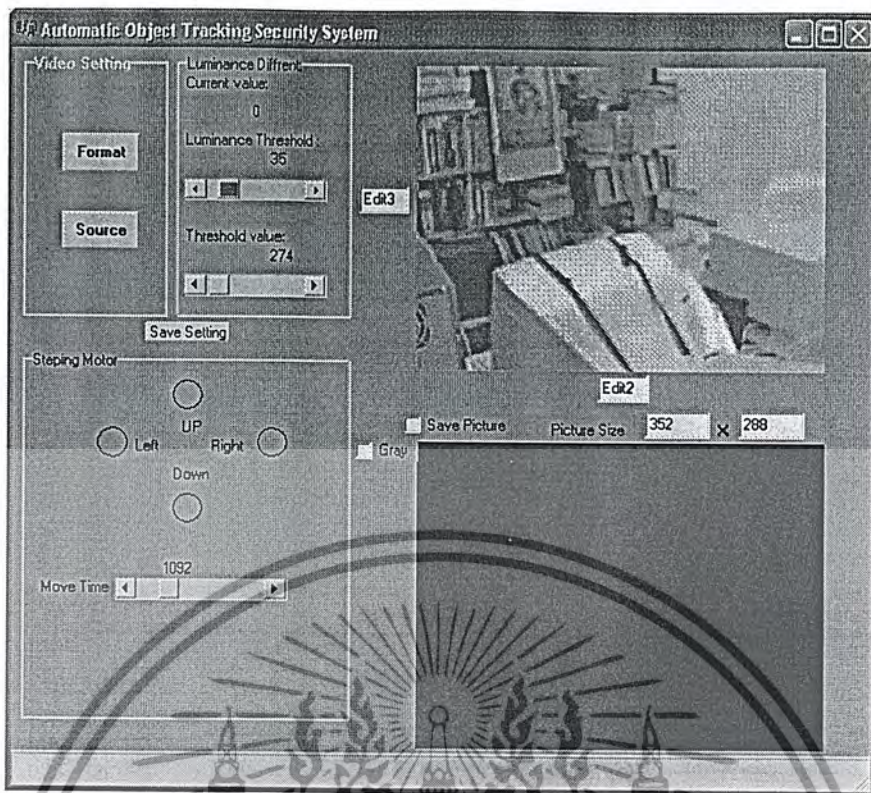 Automatic Object Tracking Security System
Video Setting
Format
Source
Luminance Diffrent
Current value:
0
Luminance Threshold :
35
Threshold value:
274
Save Setting
Edit3
Edit2
Save Picture
Picture Size
352 × 288
Gray
Steping Motor
UP
Left
Right
Down
Move Time
1092